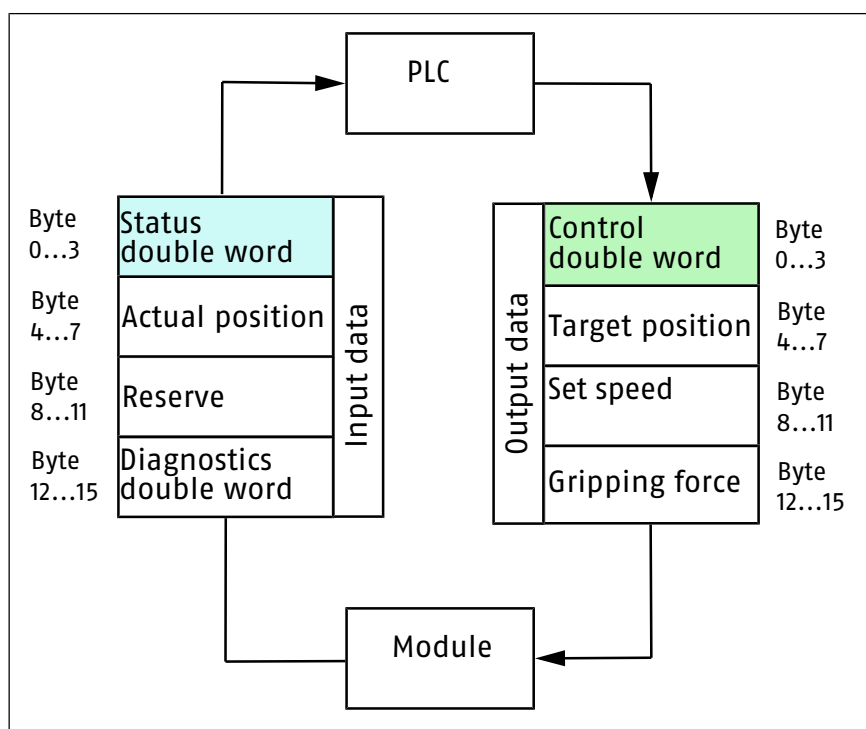 PLC
Byte
0...3
Status
double word
Byte
4...7
Actual position
Byte
8...11
Reserve
Byte
12...15
Diagnostics
double word
Input data
Output data
Control
double word
Byte
0...3
Target position
Byte
4...7
Set speed
Byte
8...11
Gripping force
Byte
12...15
Module